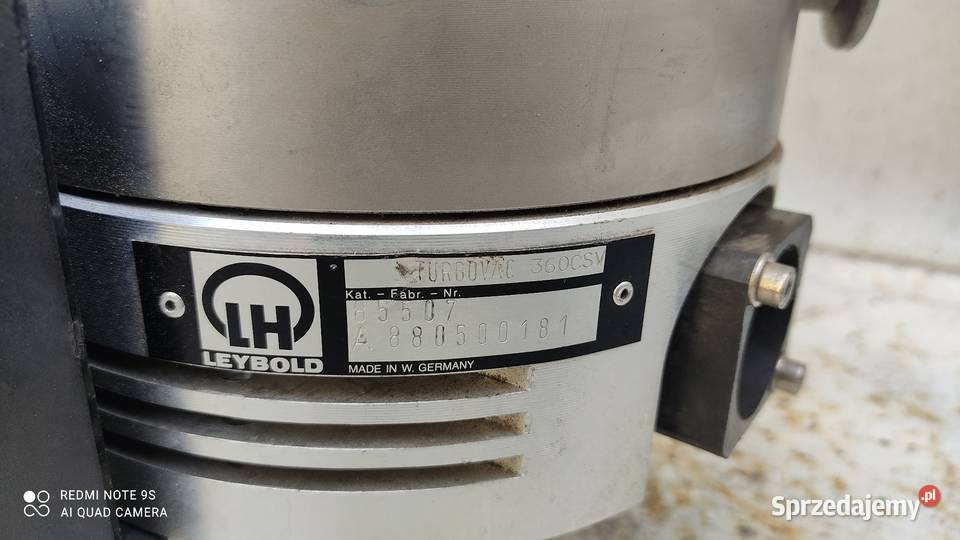 TURBOVAC 360CSV
Kat. - Fabr. - Nr.
85507
A 880500181
LH
LEYBOLD
MADE IN W. GERMANY
REDMI NOTE 9S
AI QUAD CAMERA
Sprzedajemy.pl